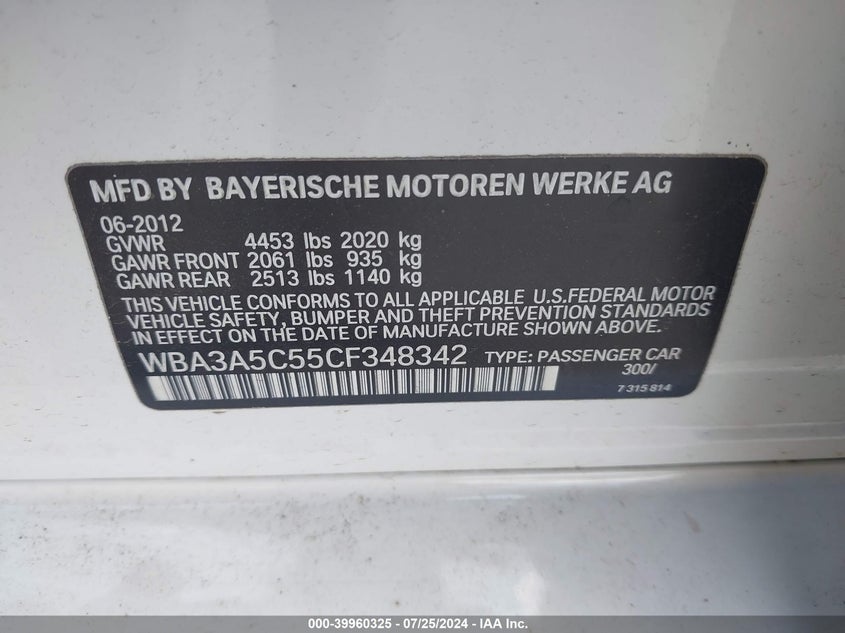 MFD BY BAYERISCHE MOTOREN WERKE AG
06-2012
GVWR 4453 lbs 2020 kg
GAWR FRONT 2061 lbs 935 kg
GAWR REAR 2513 lbs 1140 kg
THIS VEHICLE CONFORMS TO ALL APPLICABLE U.S.FEDERAL MOTOR
VEHICLE SAFETY, BUMPER AND THEFT PREVENTION STANDARDS
IN EFFECT ON THE DATE OF MANUFACTURE SHOWN ABOVE.
WBA3A5C55CF348342 TYPE: PASSENGER CAR
300/
7 315 814
000-39960325 - 07/25/2024 - IAA Inc.